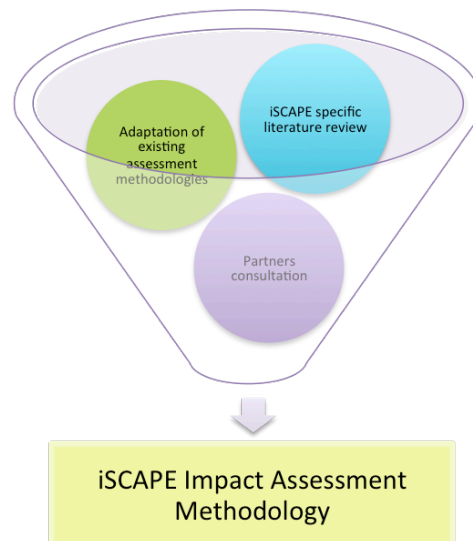 iSCAPE specific
literature review
Adaptation of
existing
assessment
methodologies
Partners
consultation
iSCAPE Impact Assessment
Methodology